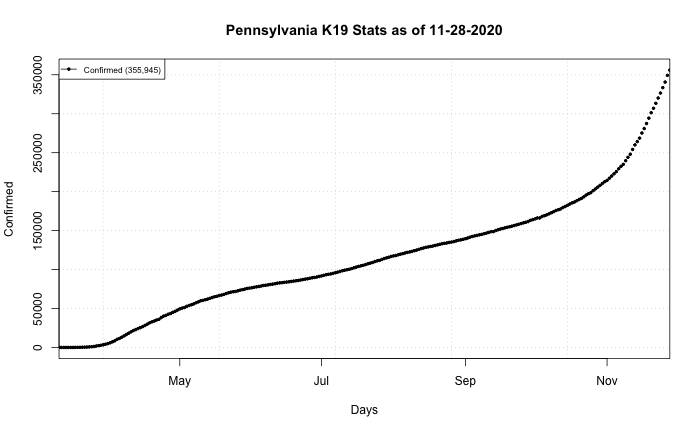 Pennsylvania K19 Stats as of 11-28-2020
Confirmed (355,945)
350000
250000
150000
50000
0
Confirmed
May Jul Sep Nov
Days